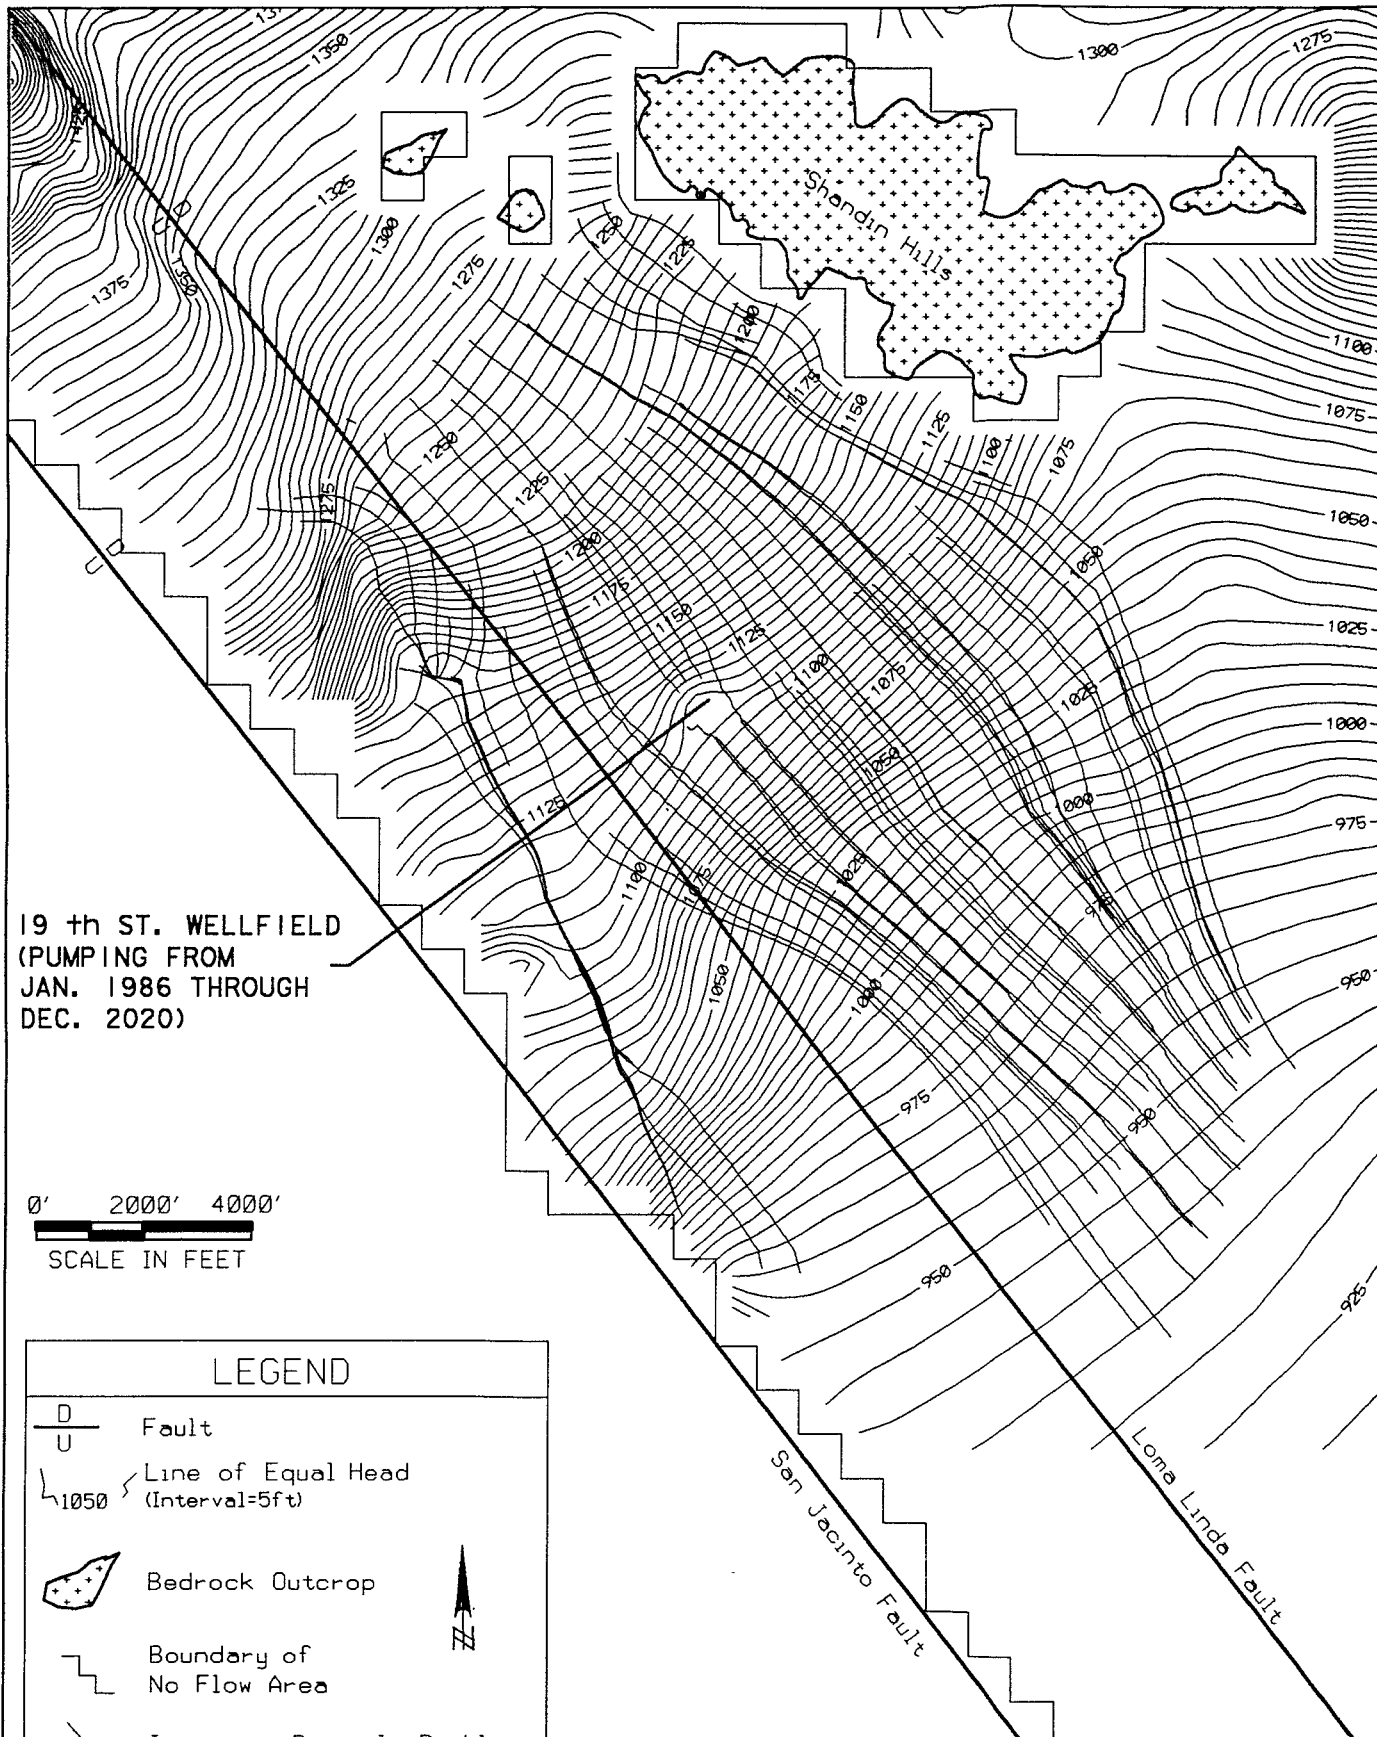 1350
1300
1275
1425
1325
1300
1275
1250
1225
1200
1175
1150
1125
1100
1075
1375
1350
D
U
Shandin Hills
1100
1075
1050
1025
1000
975
950
925
1250
1225
1200
1175
1150
1125
1100
1075
1050
1025
1275
D
U
1050
1025
1000
975
950
1125
1100
1075
1050
1000
975
950
19 th ST. WELLFIELD
(PUMPING FROM
JAN. 1986 THROUGH
DEC. 2020)
0' 2000' 4000'
SCALE IN FEET
San Jacinto Fault
Loma Linda Fault
LEGEND
D
U
Fault
1050
Line of Equal Head
(Interval=5ft)
Bedrock Outcrop
N
Boundary of
No Flow Area